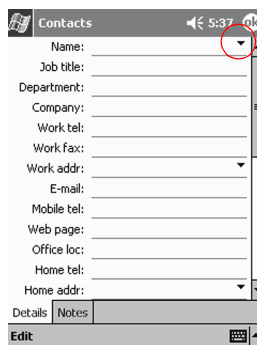 Contacts 5:37 ok
Name:
Job title:
Department:
Company:
Work tel:
Work fax:
Work addr:
E-mail:
Mobile tel:
Web page:
Office loc:
Home tel:
Home addr:
Details Notes
Edit